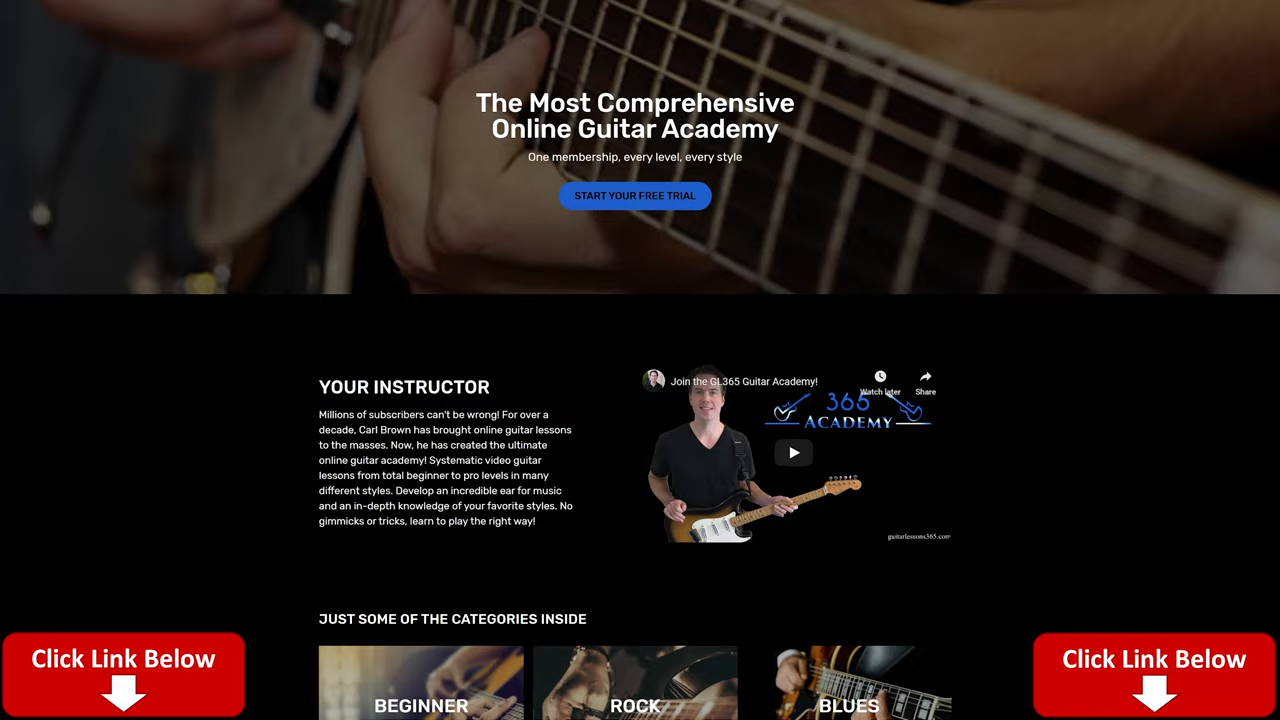 The Most Comprehensive
Online Guitar Academy
One membership, every level, every style
START YOUR FREE TRIAL
YOUR INSTRUCTOR
Millions of subscribers can't be wrong! For over a
decade, Carl Brown has brought online guitar lessons
to the masses. Now, he has created the ultimate
online guitar academy! Systematic video guitar
lessons from total beginner to pro levels in many
different styles. Develop an incredible ear for music
and an in-depth knowledge of your favorite styles. No
gimmicks or tricks, learn to play the right way!
Join the GL365 Guitar Academy!
Watch later
Share
365
ACADEMY
guitarlessons365.com
JUST SOME OF THE CATEGORIES INSIDE
BEGINNER
ROCK
BLUES
Click Link Below
Click Link Below